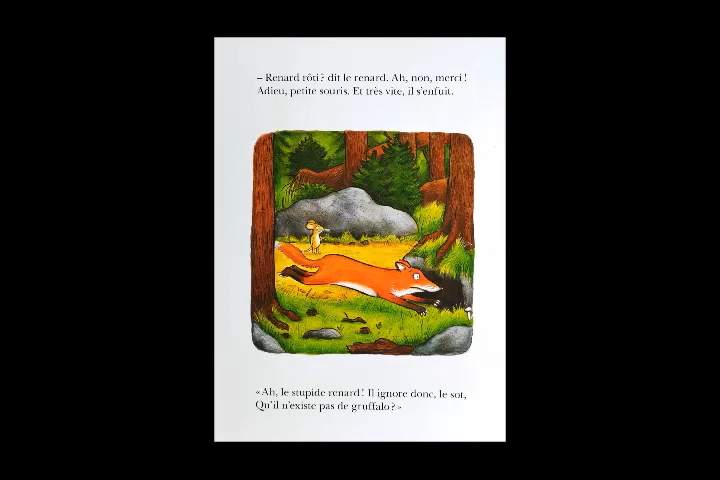 – Renard rôti ? dit le renard. Ah, non, merci !
Adieu, petite souris. Et très vite, il s'enfuit.
« Ah, le stupide renard ! Il ignore donc, le sot,
Qu'il n'existe pas de gruffalo ? »